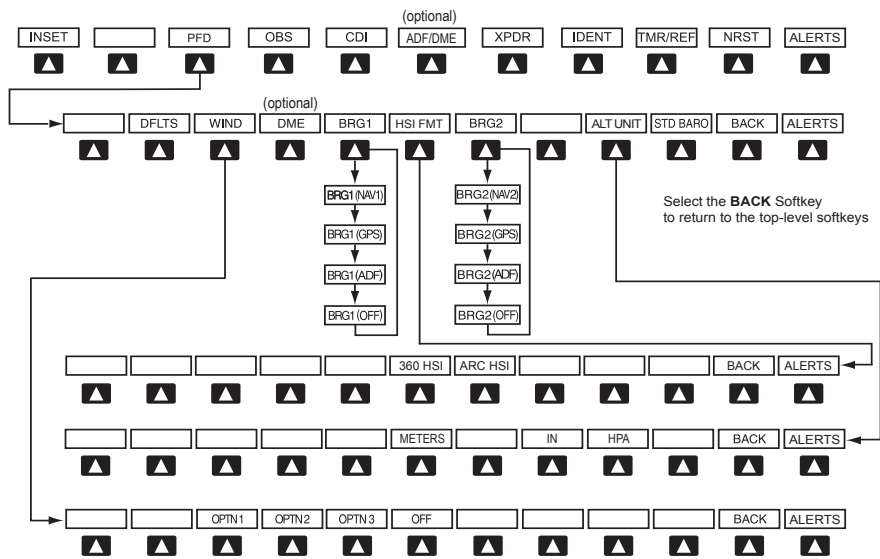 (optional)
INSET PFD OBS CDI ADF/DME XPDR IDENT TMR/REF NRST ALERTS
(optional)
DFLTS WIND DME BRG1 HSI FMT BRG2 ALT UNIT STD BARO BACK ALERTS
BRG1 (NAV1) BRG2 (NAV2)
BRG1 (GPS) BRG2 (GPS)
BRG1 (ADF) BRG2 (ADF)
BRG1 (OFF) BRG2 (OFF)
Select the BACK Softkey
to return to the top-level softkeys
360 HSI ARC HSI BACK ALERTS
METERS IN HPA BACK ALERTS
OPTN 1 OPTN 2 OPTN 3 OFF BACK ALERTS